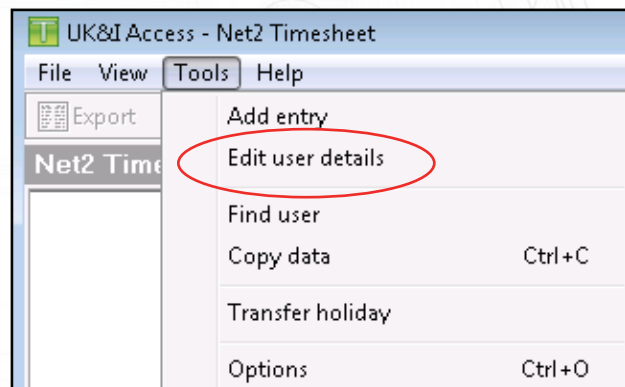 UK&I Access - Net2 Timesheet
File View Tools Help
Export
Add entry
Net2 Time
Edit user details
Find user
Copy data Ctrl+C
Transfer holiday
Options Ctrl+O